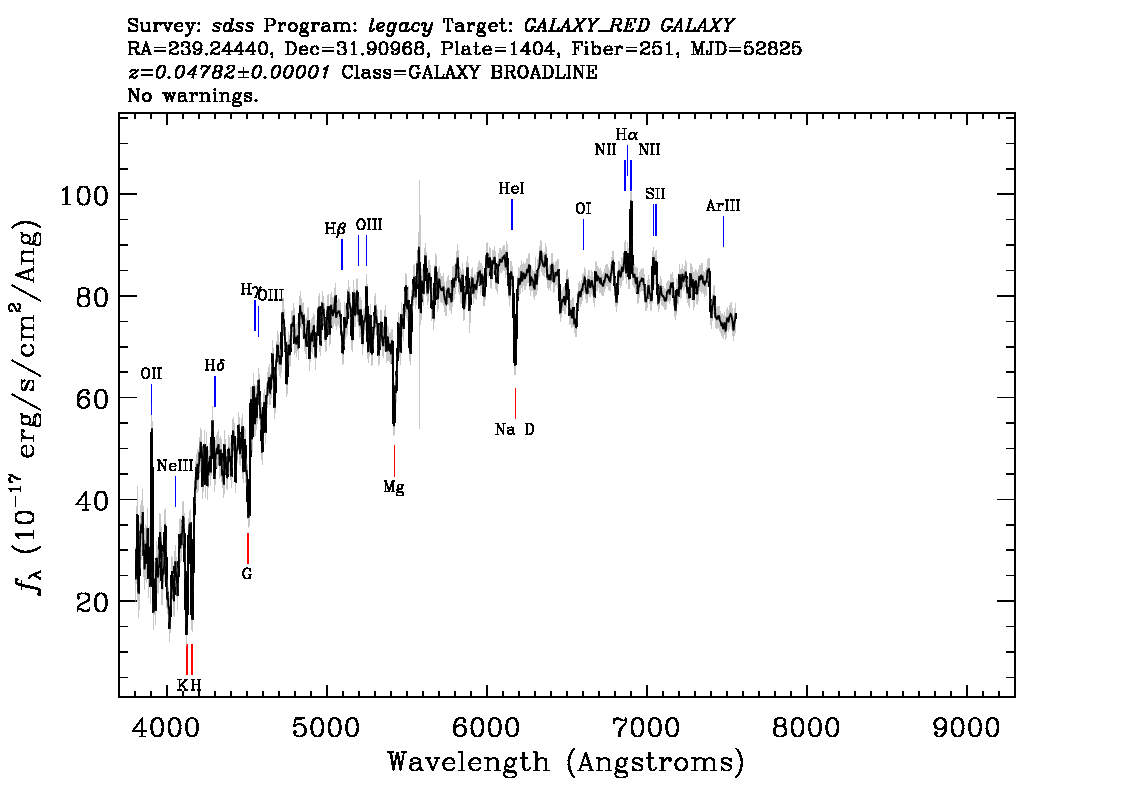 Survey: sdss Program: legacy Target: GALAXY_RED GALAXY
RA=239.24440, Dec=31.90968, Plate=1404, Fiber=251, MJD=52825
z=0.04782±0.00001 Class=GALAXY BROADLINE
No warnings.
Hα
NII NII
HeI SII
OI ArIII
Hβ OIII
Hγ OIII
OII Hδ
NeIII
Na D
Mg
G
K H
100
80
60
40
20
4000 5000 6000 7000 8000 9000
Wavelength (Angstroms)
f_λ (10⁻¹⁷ erg/s/cm²/Ang)